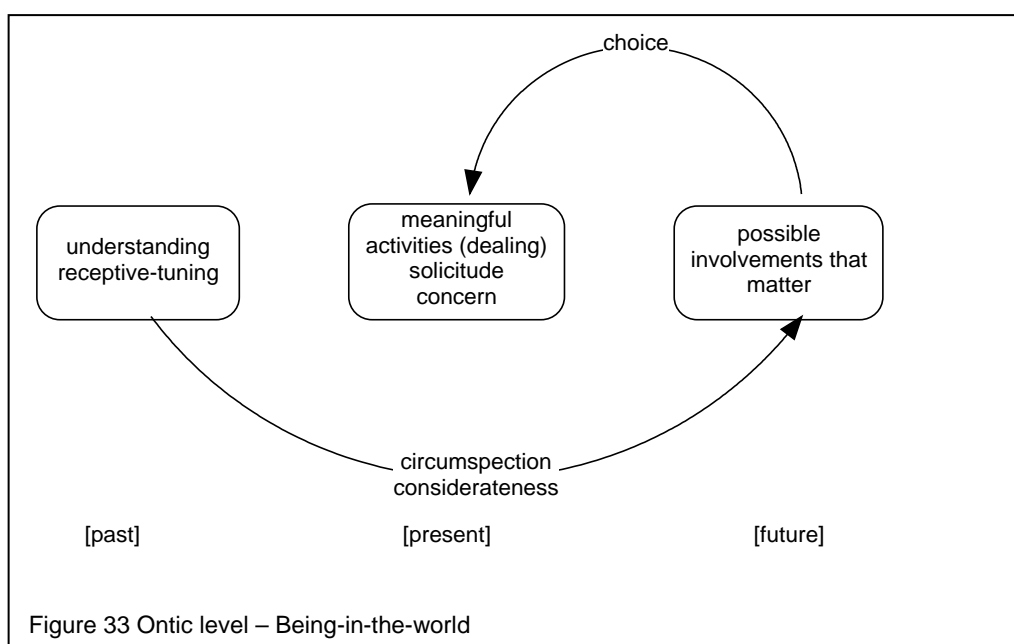 choice
understanding
receptive-tuning
meaningful
activities (dealing)
solicitude
concern
possible
involvements that
matter
circumspection
considerateness
[past]
[present]
[future]
Figure 33 Ontic level – Being-in-the-world